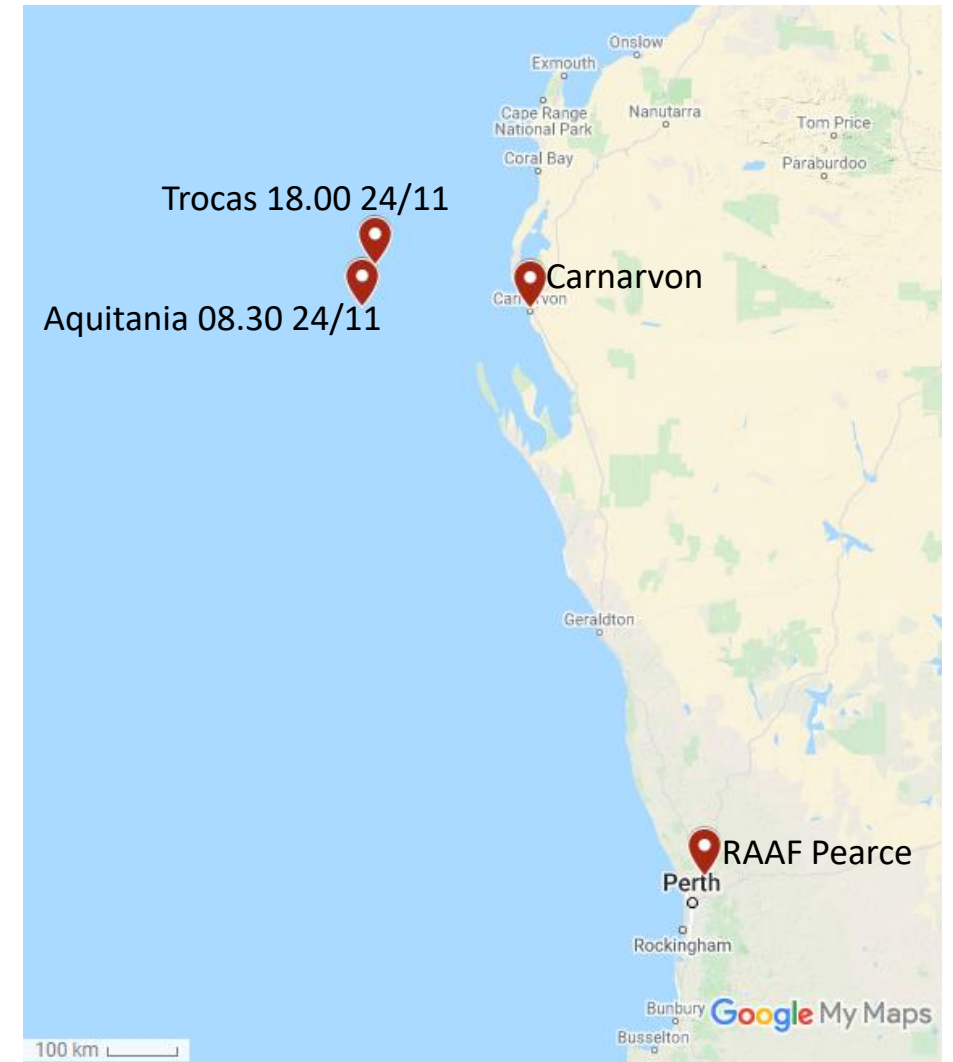 Onslow
Exmouth
Cape Range
National Park
Nanutarra
Tom Price
Coral Bay
Paraburdoo
Trocas 18.00 24/11
Carnarvon
Carnarvon
Aquitania 08.30 24/11
Geraldton
RAAF Pearce
Perth
Rockingham
Bunbury
Google My Maps
Busselton
100 km